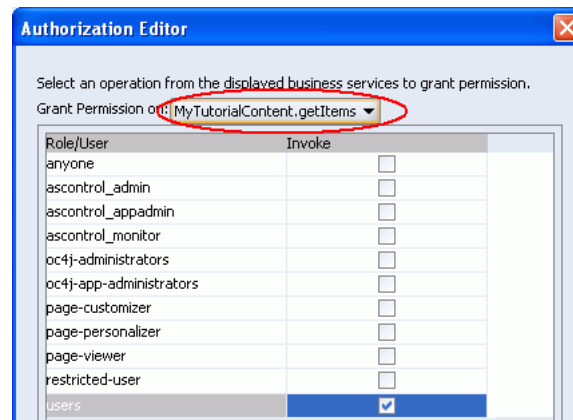 Authorization Editor
Select an operation from the displayed business services to grant permission.
Grant Permission on: MyTutorialContent.getItems
Role/User Invoke
anyone
ascontrol_admin
ascontrol_appadmin
ascontrol_monitor
oc4j-administrators
oc4j-app-administrators
page-customizer
page-personalizer
page-viewer
restricted-user
users